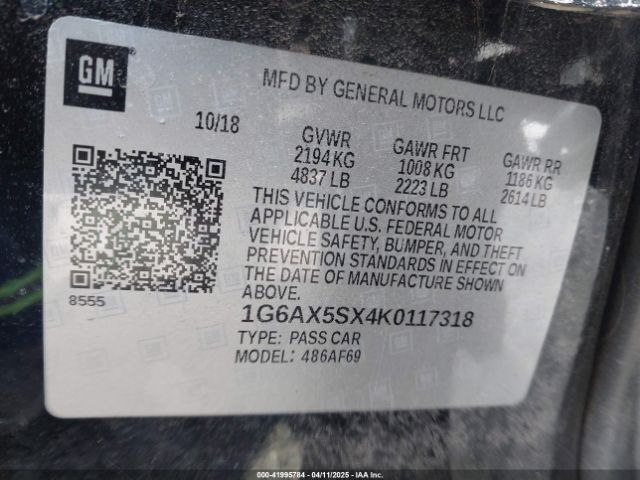 GM
MFD BY GENERAL MOTORS LLC
10/18
GVWR
2194 KG
4837 LB
GAWR FRT
1008 KG
2223 LB
GAWR RR
1186 KG
2614 LB
THIS VEHICLE CONFORMS TO ALL
APPLICABLE U.S. FEDERAL MOTOR
VEHICLE SAFETY, BUMPER, AND THEFT
PREVENTION STANDARDS IN EFFECT ON
THE DATE OF MANUFACTURE SHOWN
ABOVE.
8555
1G6AX5SX4K0117318
TYPE: PASS CAR
MODEL: 486AF69
1-41995784 - 04/11/2025 - IAA Inc.